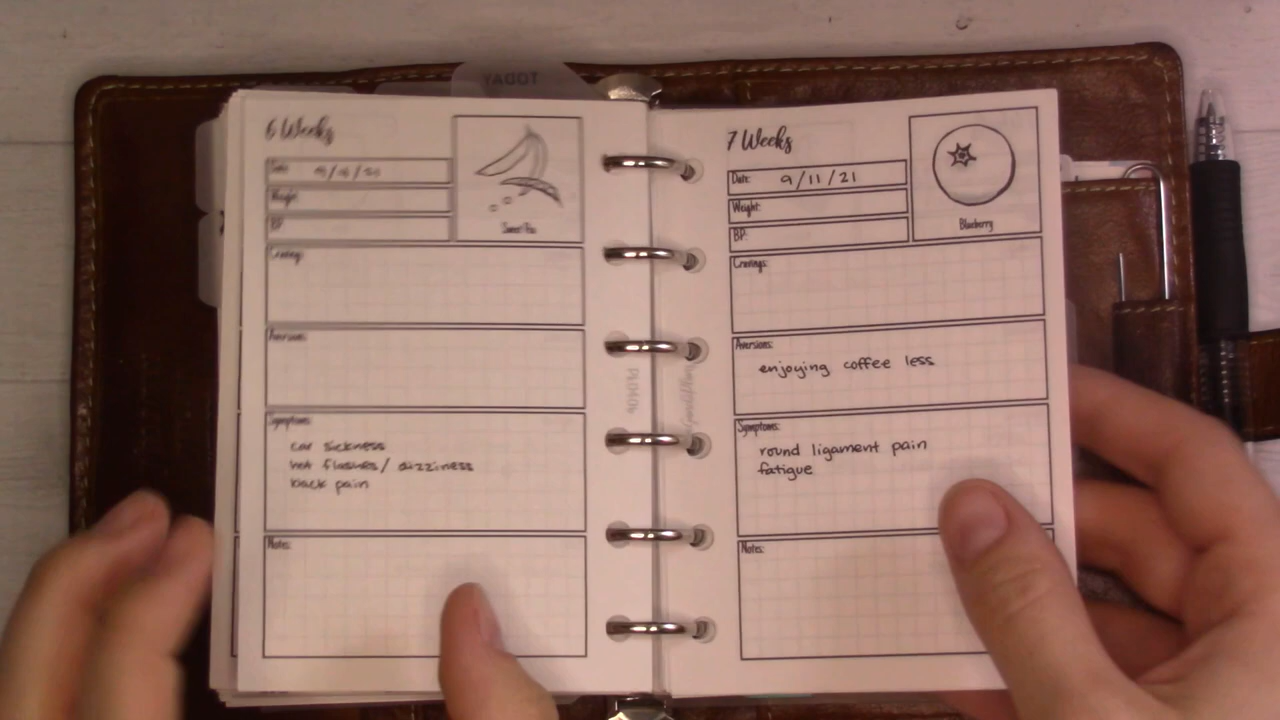 TODAY
6 Weeks
Date:
Weight:
BP:
Sweet Pea
Cravings:
Aversions:
Symptoms:
car sickness
hot flashes/ dizziness
back pain
Notes:
7 Weeks
Date: 9/11/21
Weight:
BP:
Blueberry
Cravings:
Aversions:
enjoying coffee less
Symptoms:
round ligament pain
fatigue
Notes: